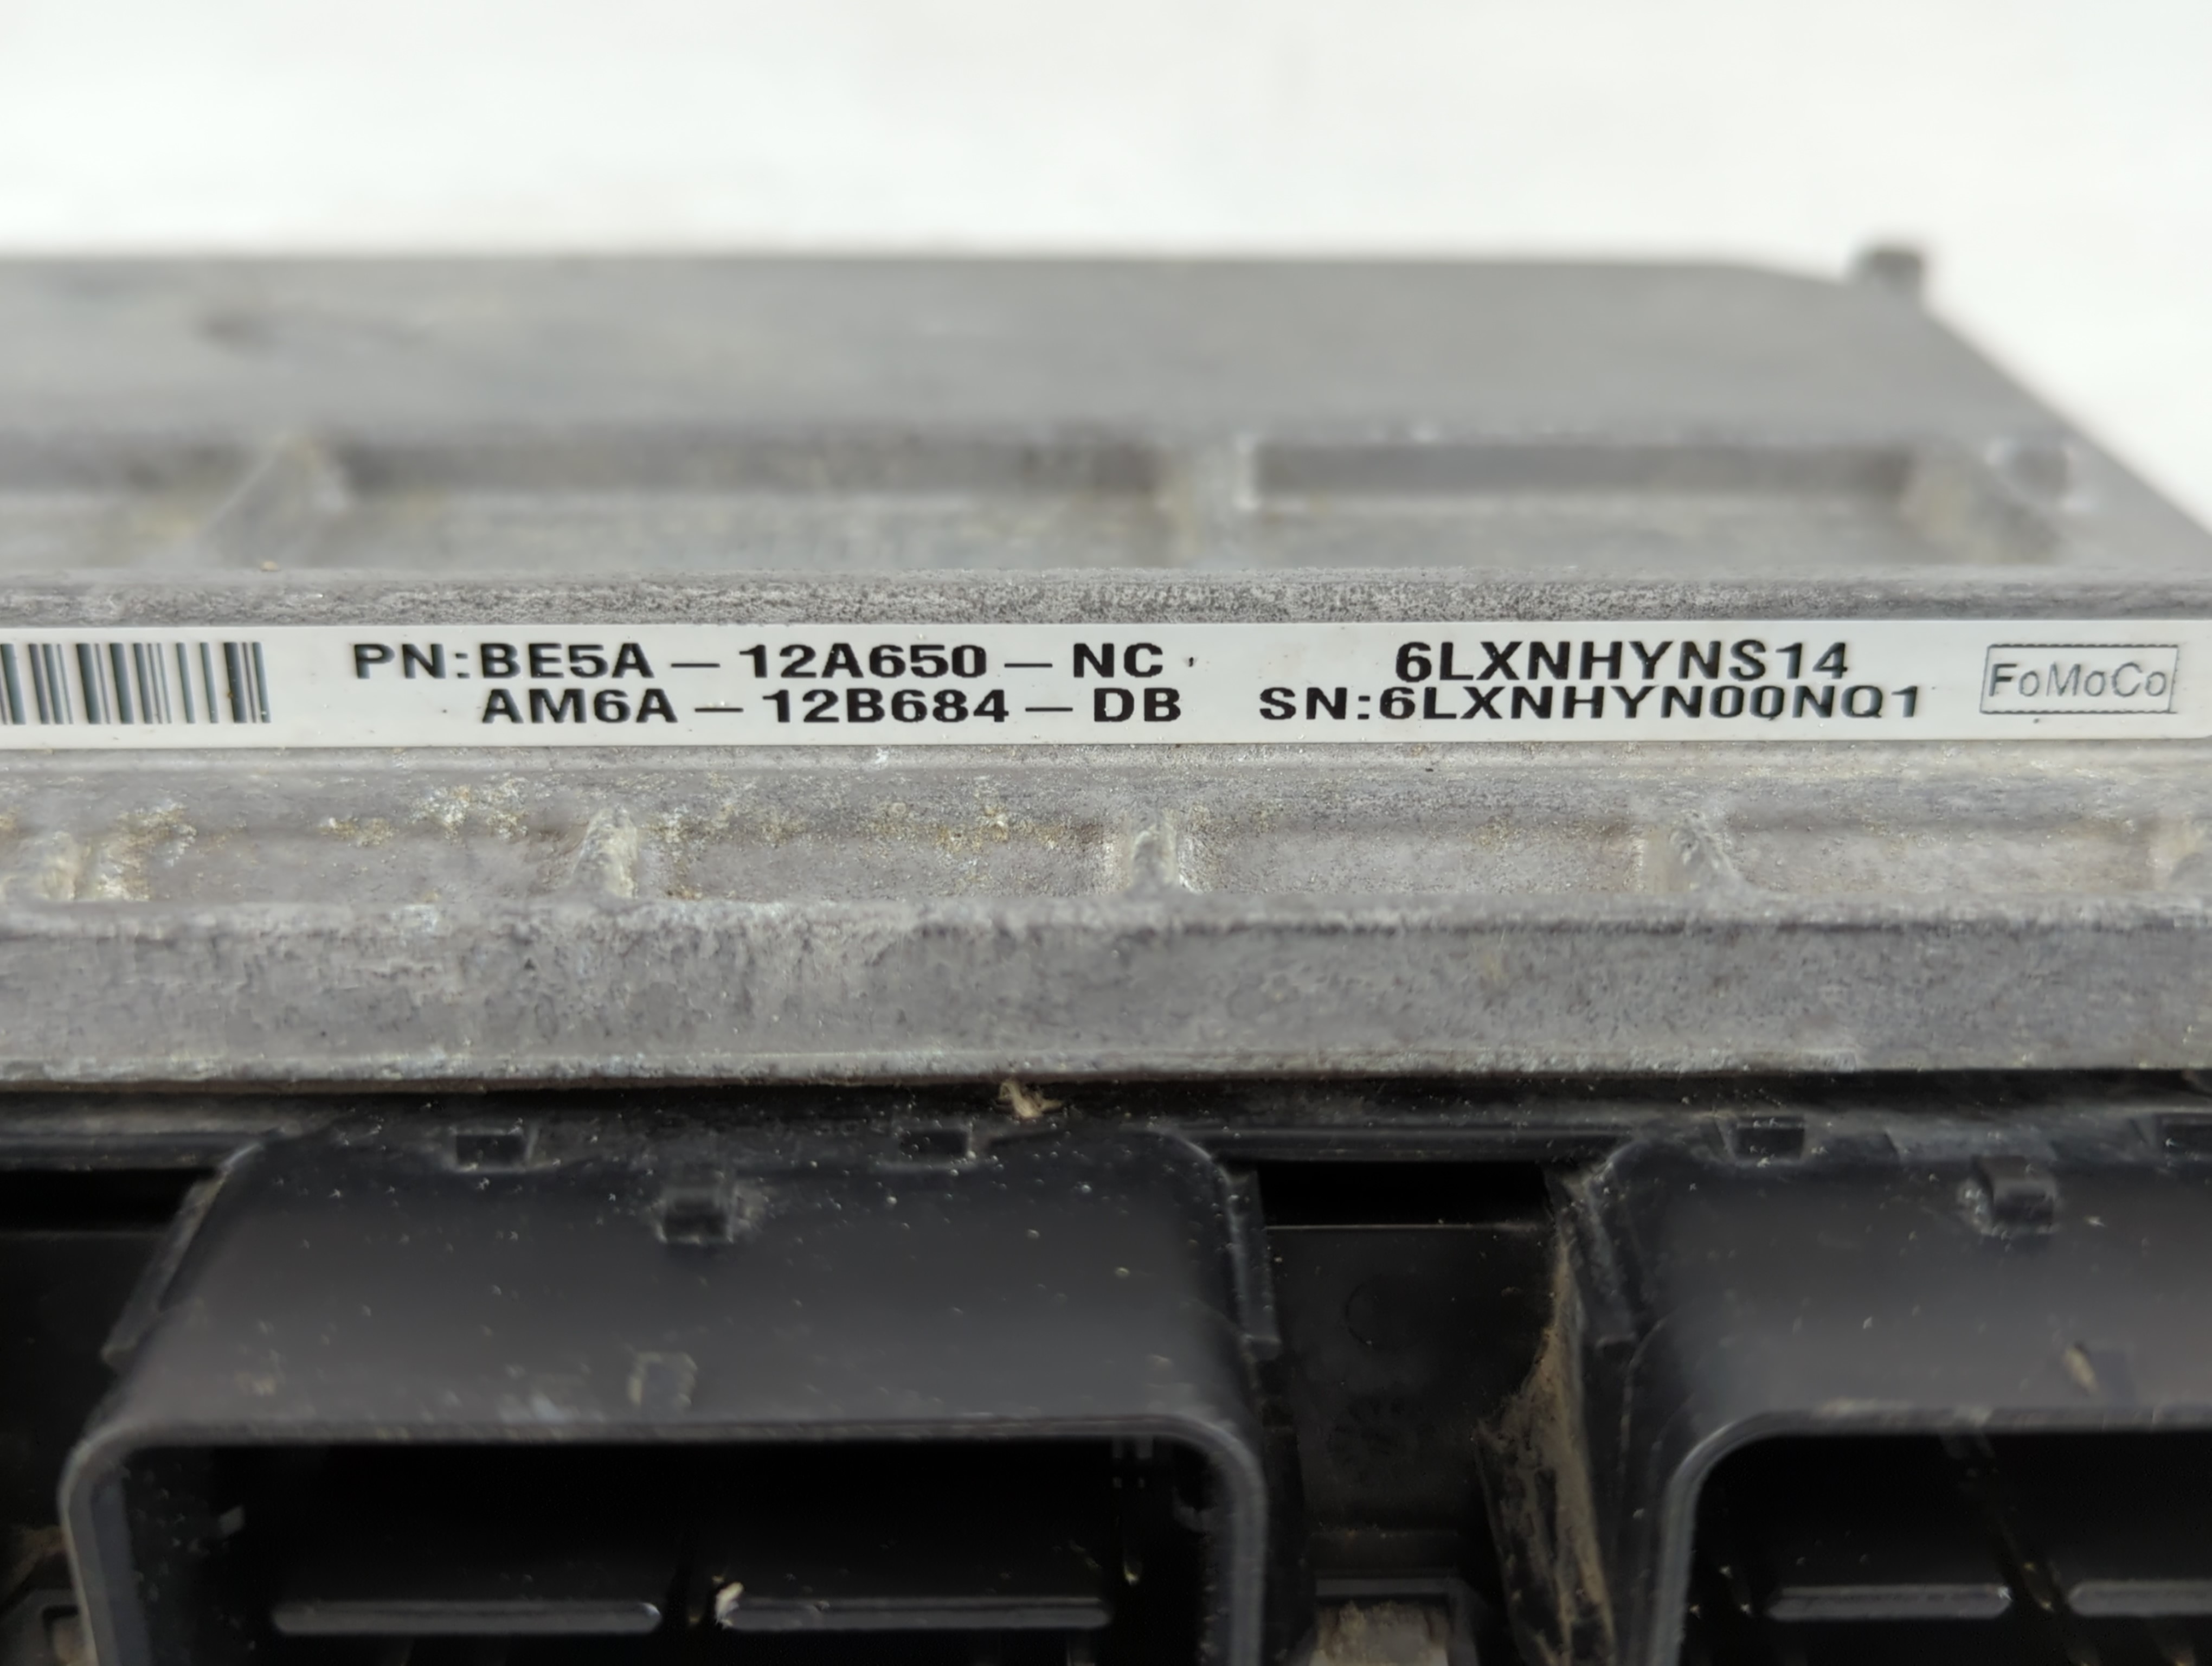 PN:BE5A-12A650-NC 6LXNHYNS14
AM6A-12B684-DB SN:6LXNHYN00NQ1
FoMoCo